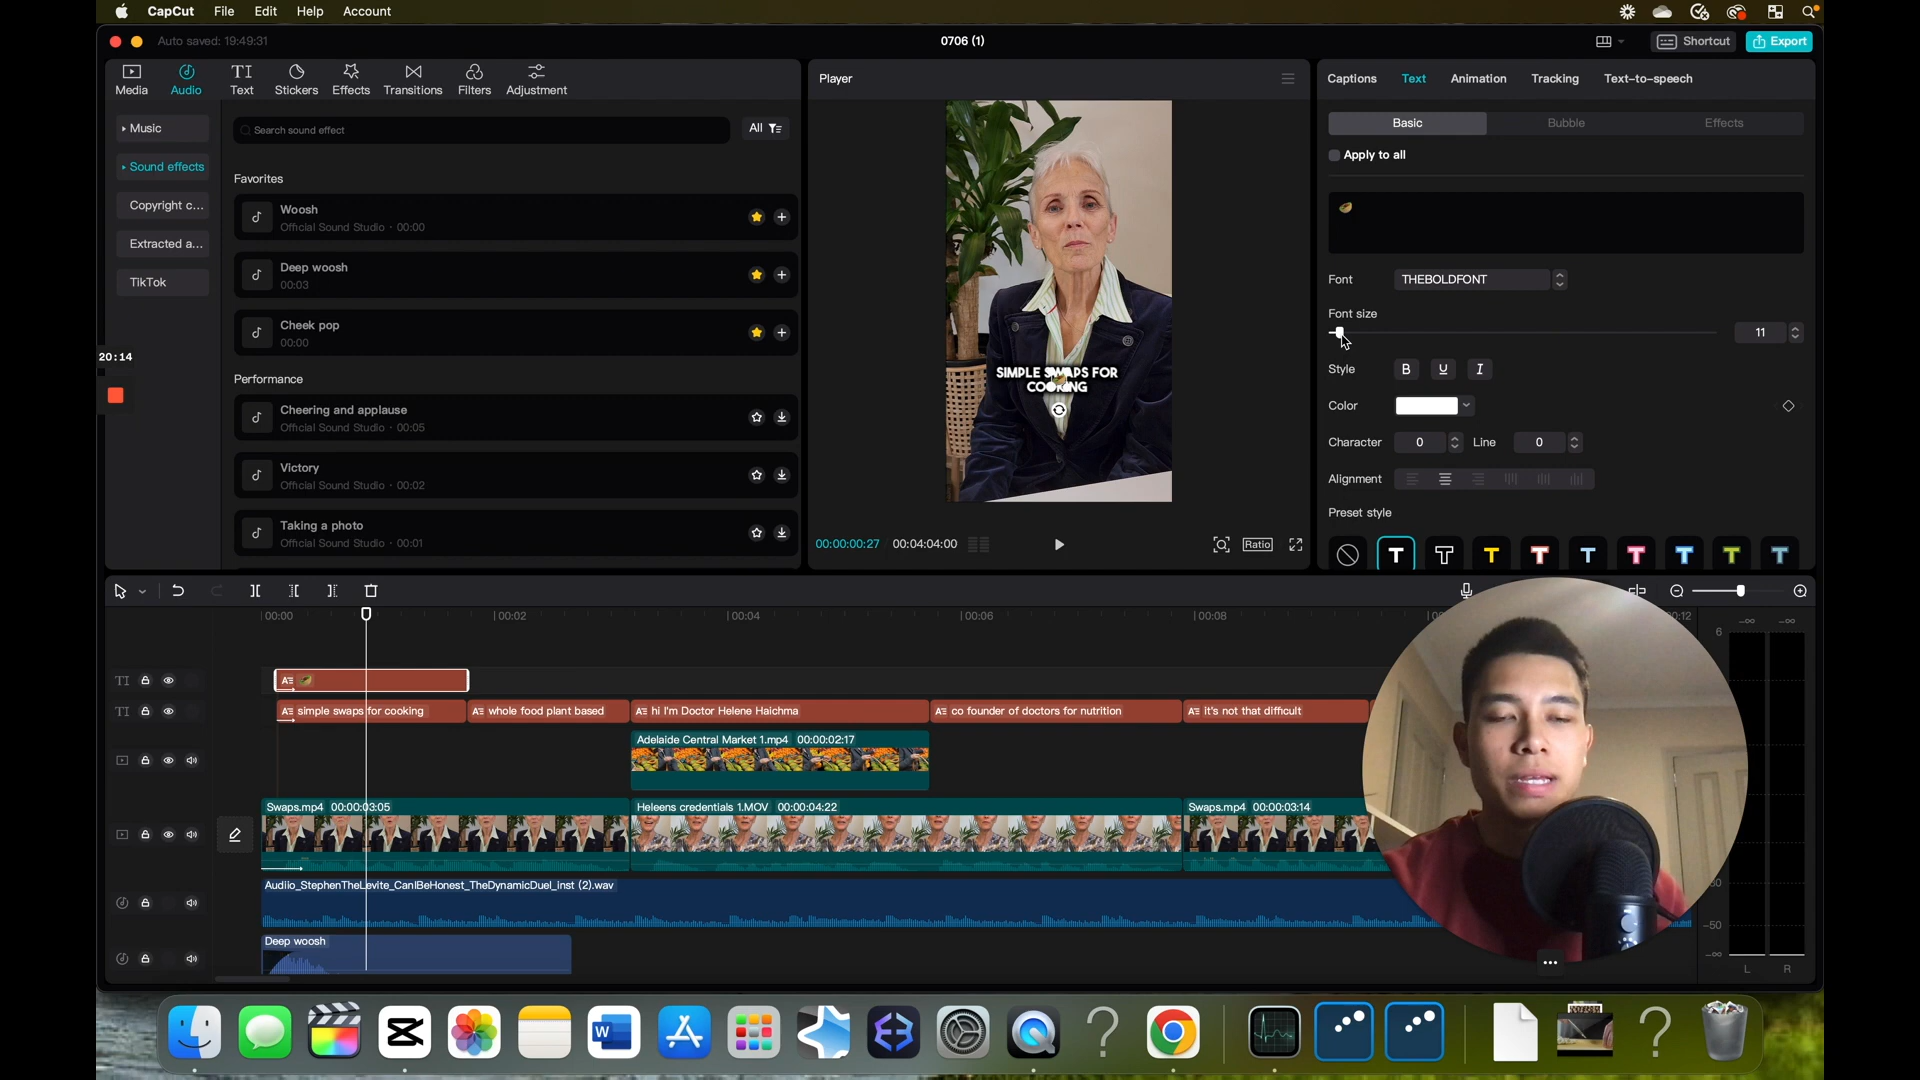 CapCut File Edit Help Account
Auto saved: 19:49:31
0706 (1)
Shortcut
Export
Media
Audio
TI
Text
Stickers
Effects
Transitions
Filters
Adjustment
Music
Sound effects
Copyright c...
Extracted a...
TikTok
Search sound effect
All
Favorites
Woosh
Official Sound Studio · 00:00
Deep woosh
00:03
Cheek pop
00:00
Performance
Cheering and applause
Official Sound Studio · 00:05
Victory
Official Sound Studio · 00:02
Taking a photo
Official Sound Studio · 00:01
20:14
Player
SIMPLE SWAPS FOR
COOKING
00:00:00:27 00:04:04:00
Ratio
Captions Text Animation Tracking Text-to-speech
Basic Bubble Effects
Apply to all
Font THEBOLDFONT
Font size
11
Style B U I
Color
Character 0 Line 0
Alignment
Preset style
T T T T T T T T T
00:00 00:02 00:04 00:06 00:08 0:12
TI
TI
simple swaps for cooking
whole food plant based
hi I'm Doctor Helene Haichma
co founder of doctors for nutrition
it's not that difficult
Adelaide Central Market 1.mp4 00:00:02:17
Swaps.mp4 00:00:03:05
Heleens credentials 1.MOV 00:00:04:22
Swaps.mp4 00:00:03:14
Audiio_StephenTheLevite_CanIBeHonest_TheDynamicDuel_inst (2).wav
Deep woosh
-∞ -∞
6
-50
-∞
L R
W